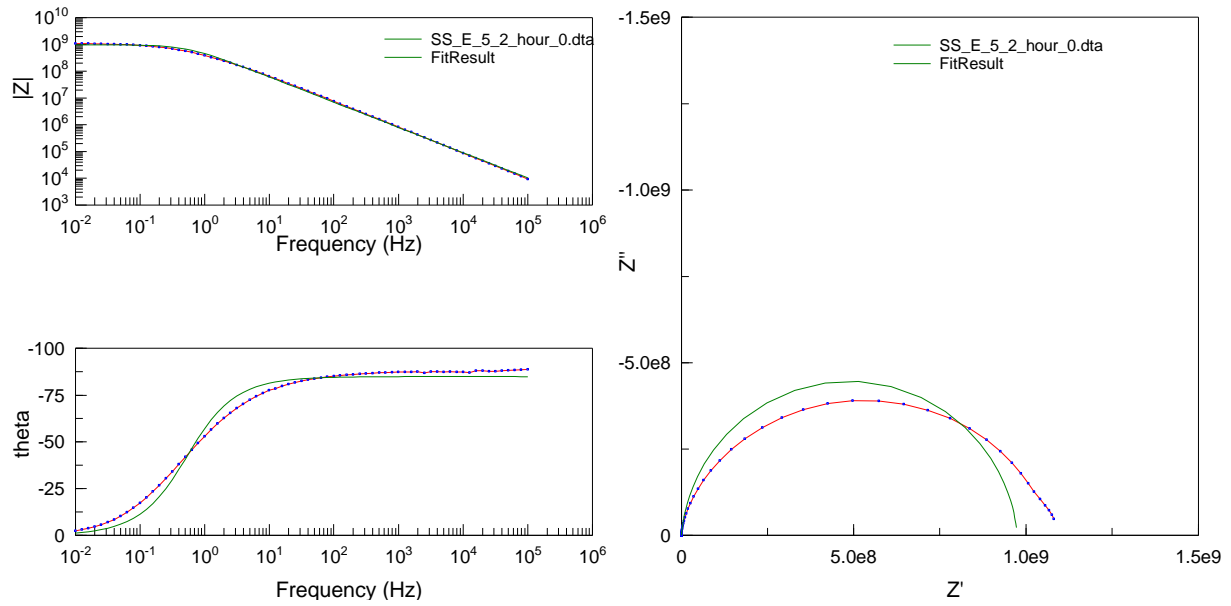 10^10
10^9
10^8
10^7
10^6
10^5
10^4
10^3
|Z|
SS_E_5_2_hour_0.dta
FitResult
10^-2 10^-1 10^0 10^1 10^2 10^3 10^4 10^5 10^6
Frequency (Hz)
-100
-75
-50
-25
0
theta
10^-2 10^-1 10^0 10^1 10^2 10^3 10^4 10^5 10^6
Frequency (Hz)
-1.5e9
-1.0e9
-5.0e8
0
Z''
SS_E_5_2_hour_0.dta
FitResult
0 5.0e8 1.0e9 1.5e9
Z'